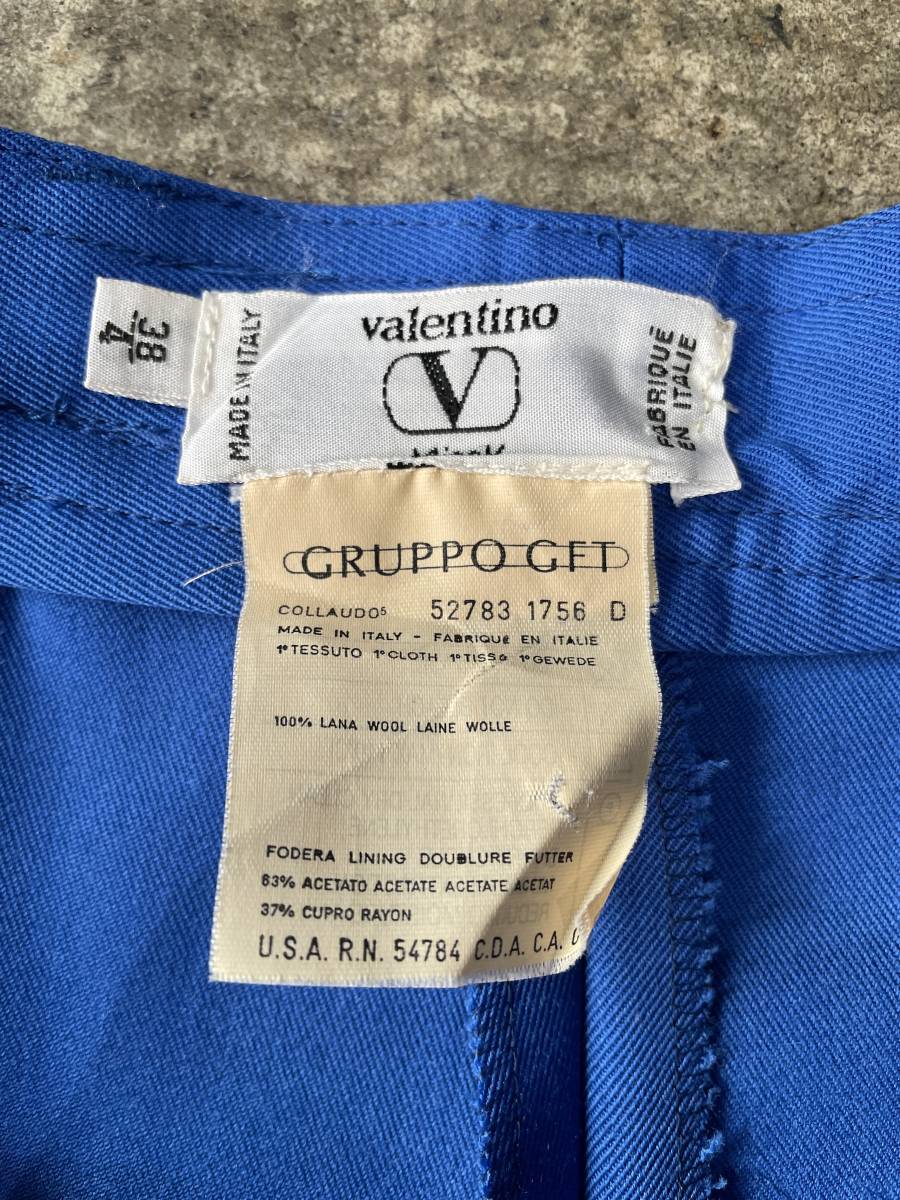 38
4
MADE IN ITALY
valentino
V
FABRIQUÉ
EN ITALIE
GRUPPO GFT
COLLAUDO⁵ 52783 1756 D
MADE IN ITALY - FABRIQUé EN ITALIE
1° TESSUTO 1° CLOTH 1° TISSO 1° GEWEDE
100% LANA WOOL LAINE WOLLE
FODERA LINING DOUBLURE FUTTER
63% ACETATO ACETATE ACETATE ACETAT
37% CUPRO RAYON
U.S.A. R.N. 54784 C.D.A. C.A.